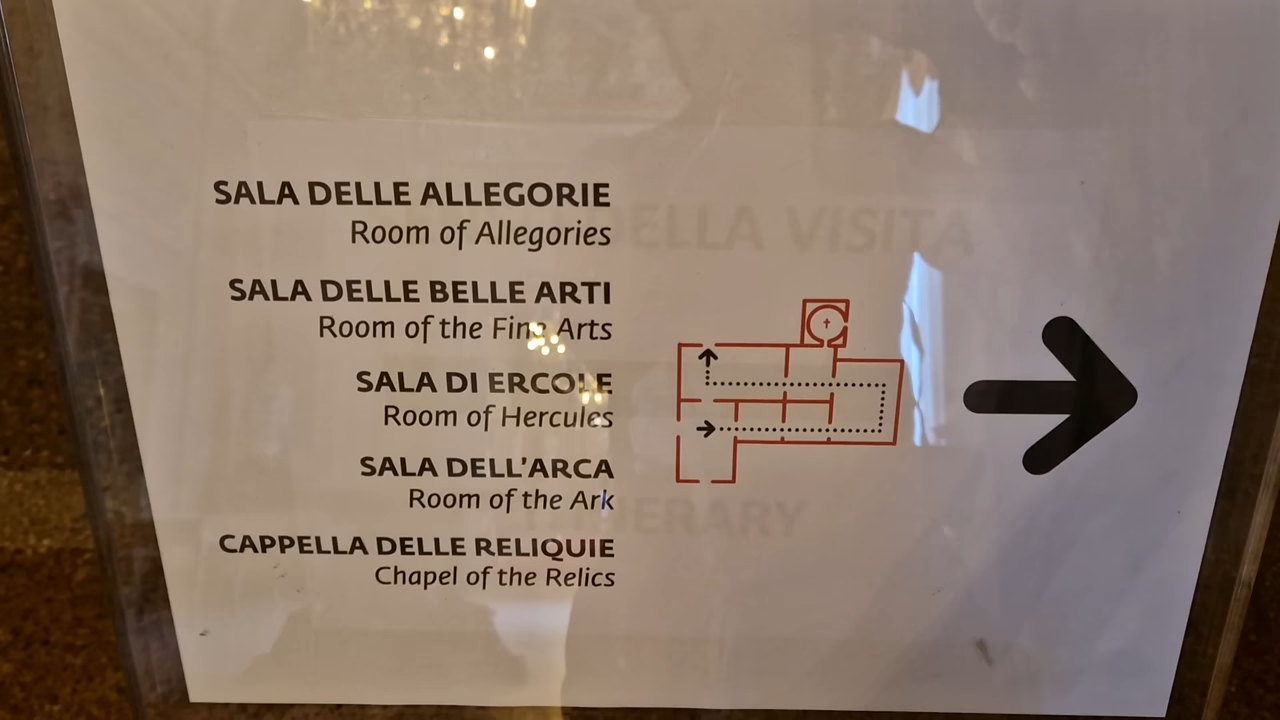 SALA DELLE ALLEGORIE
Room of Allegories
SALA DELLE BELLE ARTI
Room of the Fine Arts
SALA DI ERCOLE
Room of Hercules
SALA DELL'ARCA
Room of the Ark
CAPPELLA DELLE RELIQUIE
Chapel of the Relics
VISITA